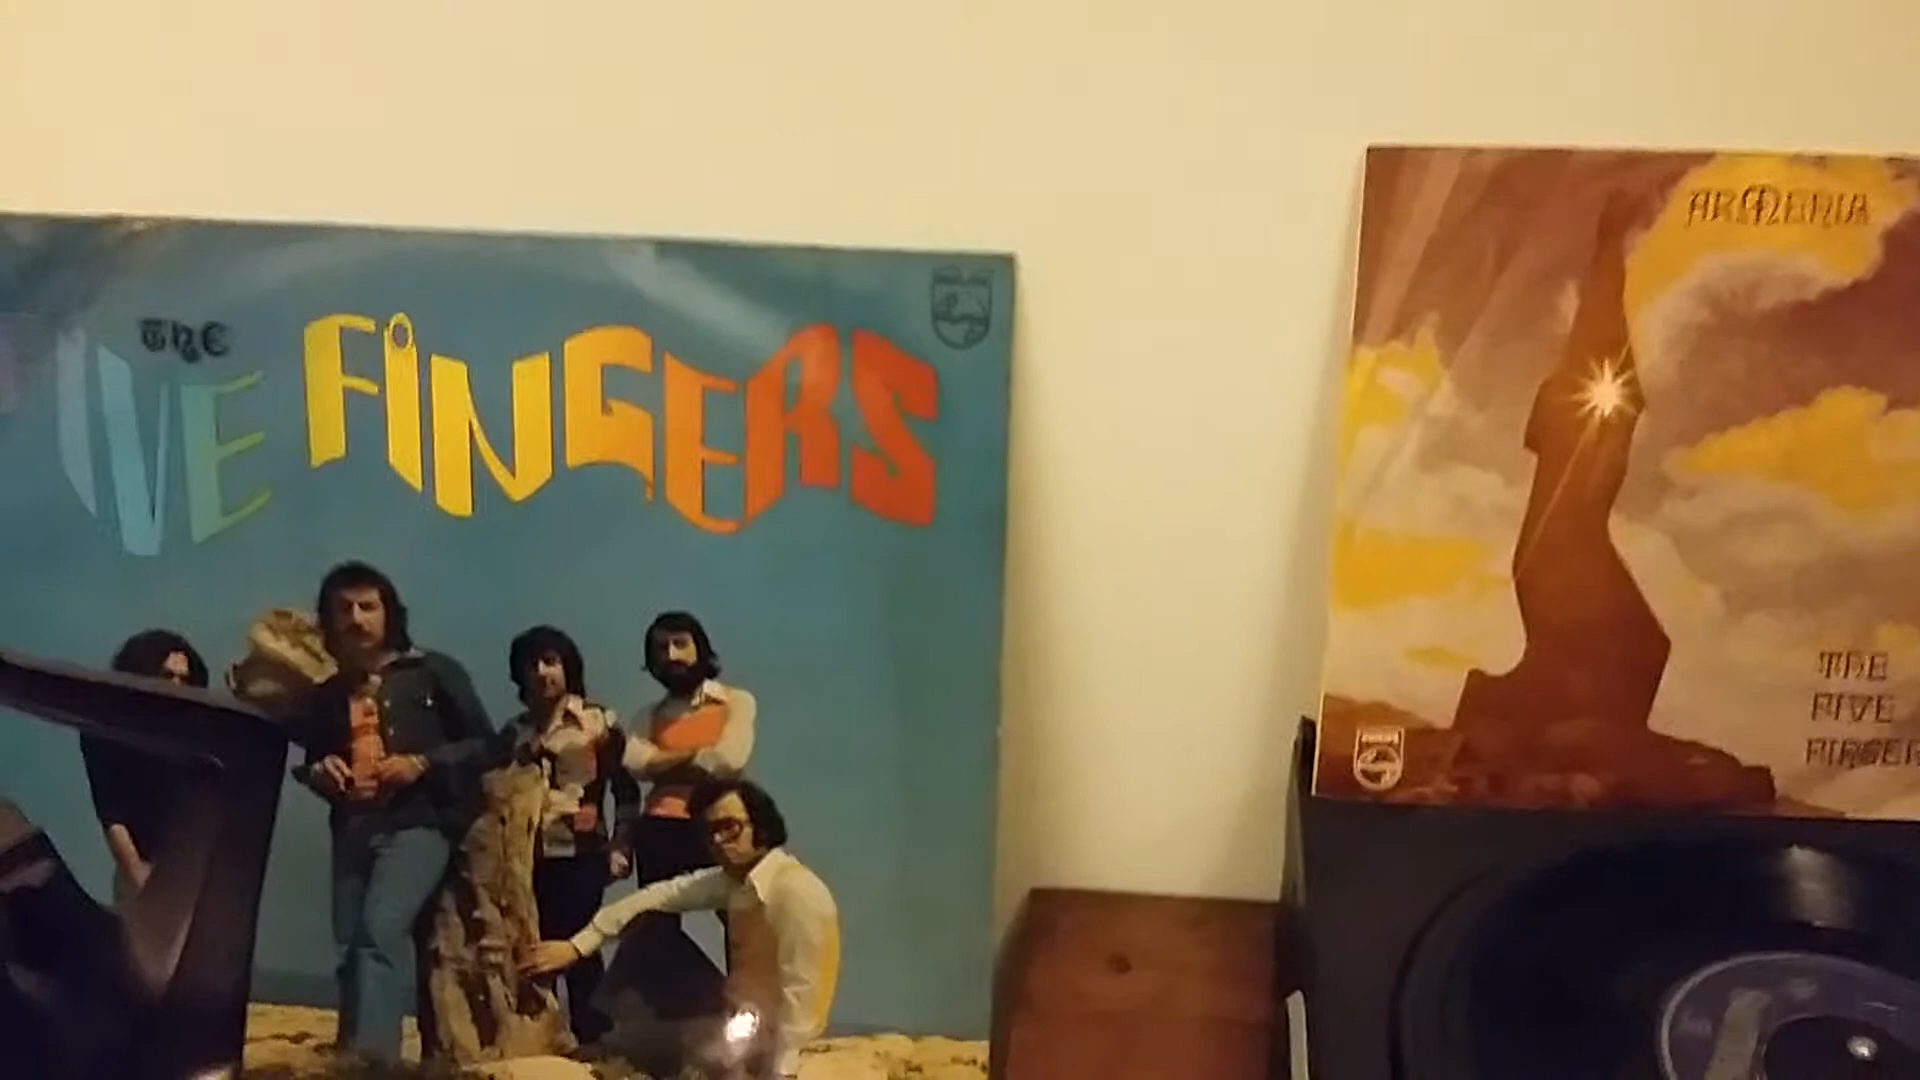 THE
IVE FINGERS
ARMENIA
THE
FIVE
FINGER